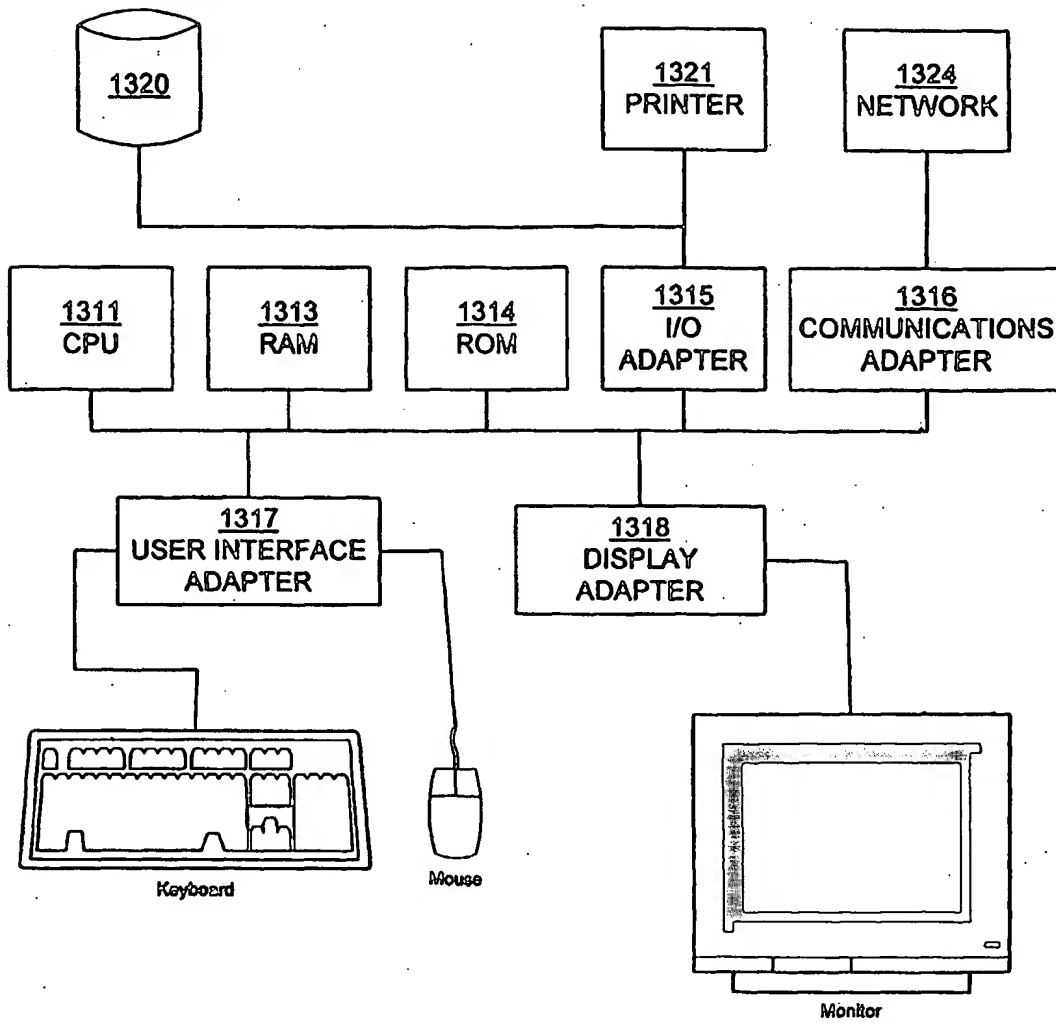 1320
1321
PRINTER
1324
NETWORK
1311
CPU
1313
RAM
1314
ROM
1315
I/O
ADAPTER
1316
COMMUNICATIONS
ADAPTER
1317
USER INTERFACE
ADAPTER
1318
DISPLAY
ADAPTER
Keyboard
Mouse
Monitor